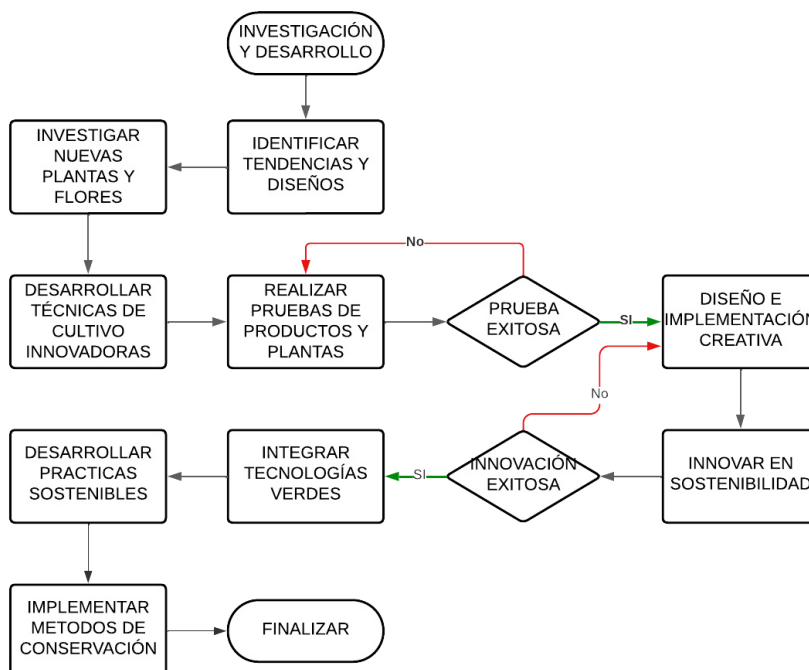 INVESTIGACIÓN
Y DESARROLLO
IDENTIFICAR
TENDENCIAS Y
DISEÑOS
INVESTIGAR
NUEVAS
PLANTAS Y
FLORES
DESARROLLAR
TÉCNICAS DE
CULTIVO
INNOVADORAS
REALIZAR
PRUEBAS DE
PRODUCTOS Y
PLANTAS
No
PRUEBA
EXITOSA
SI
DISEÑO E
IMPLEMENTACIÓN
CREATIVA
No
INNOVAR EN
SOSTENIBILIDAD
INNOVACIÓN
EXITOSA
SI
INTEGRAR
TECNOLOGÍAS
VERDES
DESARROLLAR
PRACTICAS
SOSTENIBLES
IMPLEMENTAR
METODOS DE
CONSERVACIÓN
FINALIZAR